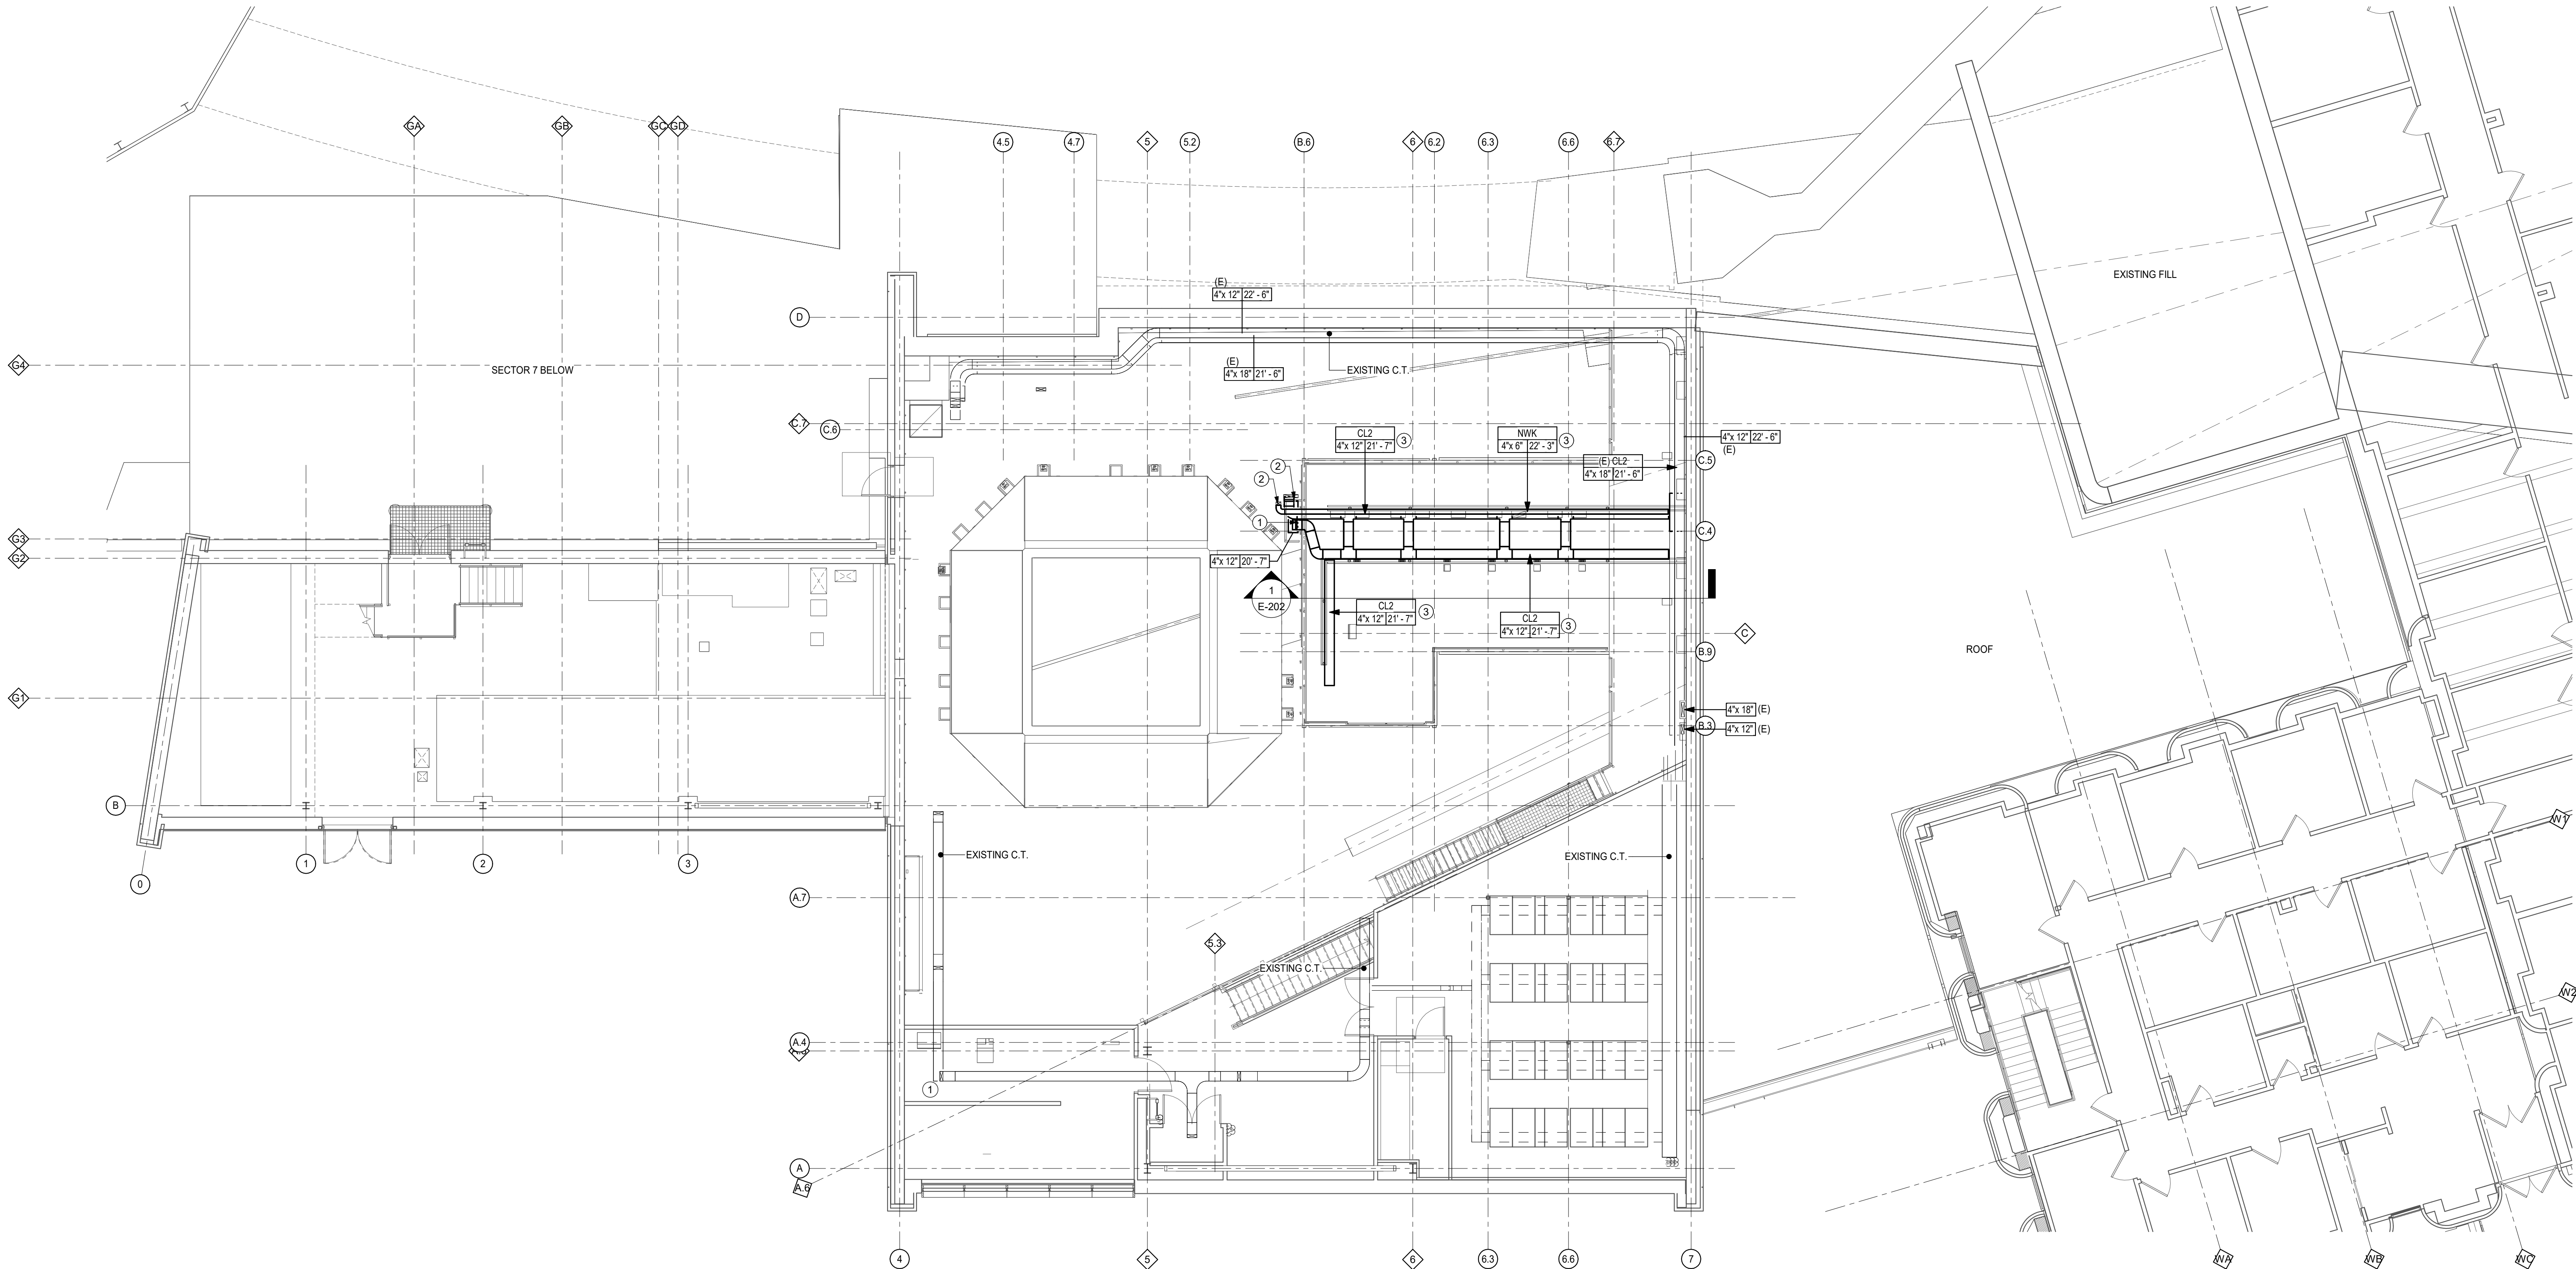 GA
GB
GC
GD
4.5
4.7
5
5.2
B.6
6
6.2
6.3
6.6
6.7
EXISTING FILL
(E)
4"x 12" 22' - 6"
D
G4
SECTOR 7 BELOW
(E)
4"x 18" 21' - 6"
EXISTING C.T.
C.7
C.6
CL2
4"x 12" 21' - 7"
3
NWK
4"x 6" 22' - 3"
3
4"x 12" 22' - 6"
(E)
(E) CL2
4"x 18" 21' - 6"
C.5
2
2
1
C.4
G3
G2
4"x 12" 20' - 7"
1
E-202
CL2
4"x 12" 21' - 7"
3
CL2
4"x 12" 21' - 7"
3
C
B.9
ROOF
G1
4"x 18" (E)
B.3
4"x 12" (E)
B
W1
EXISTING C.T.
EXISTING C.T.
1
2
3
0
A.7
5.3
EXISTING C.T.
W2
A.4
1
A
A.6
4
5
6
6.3
6.6
7
WA
WB
WC